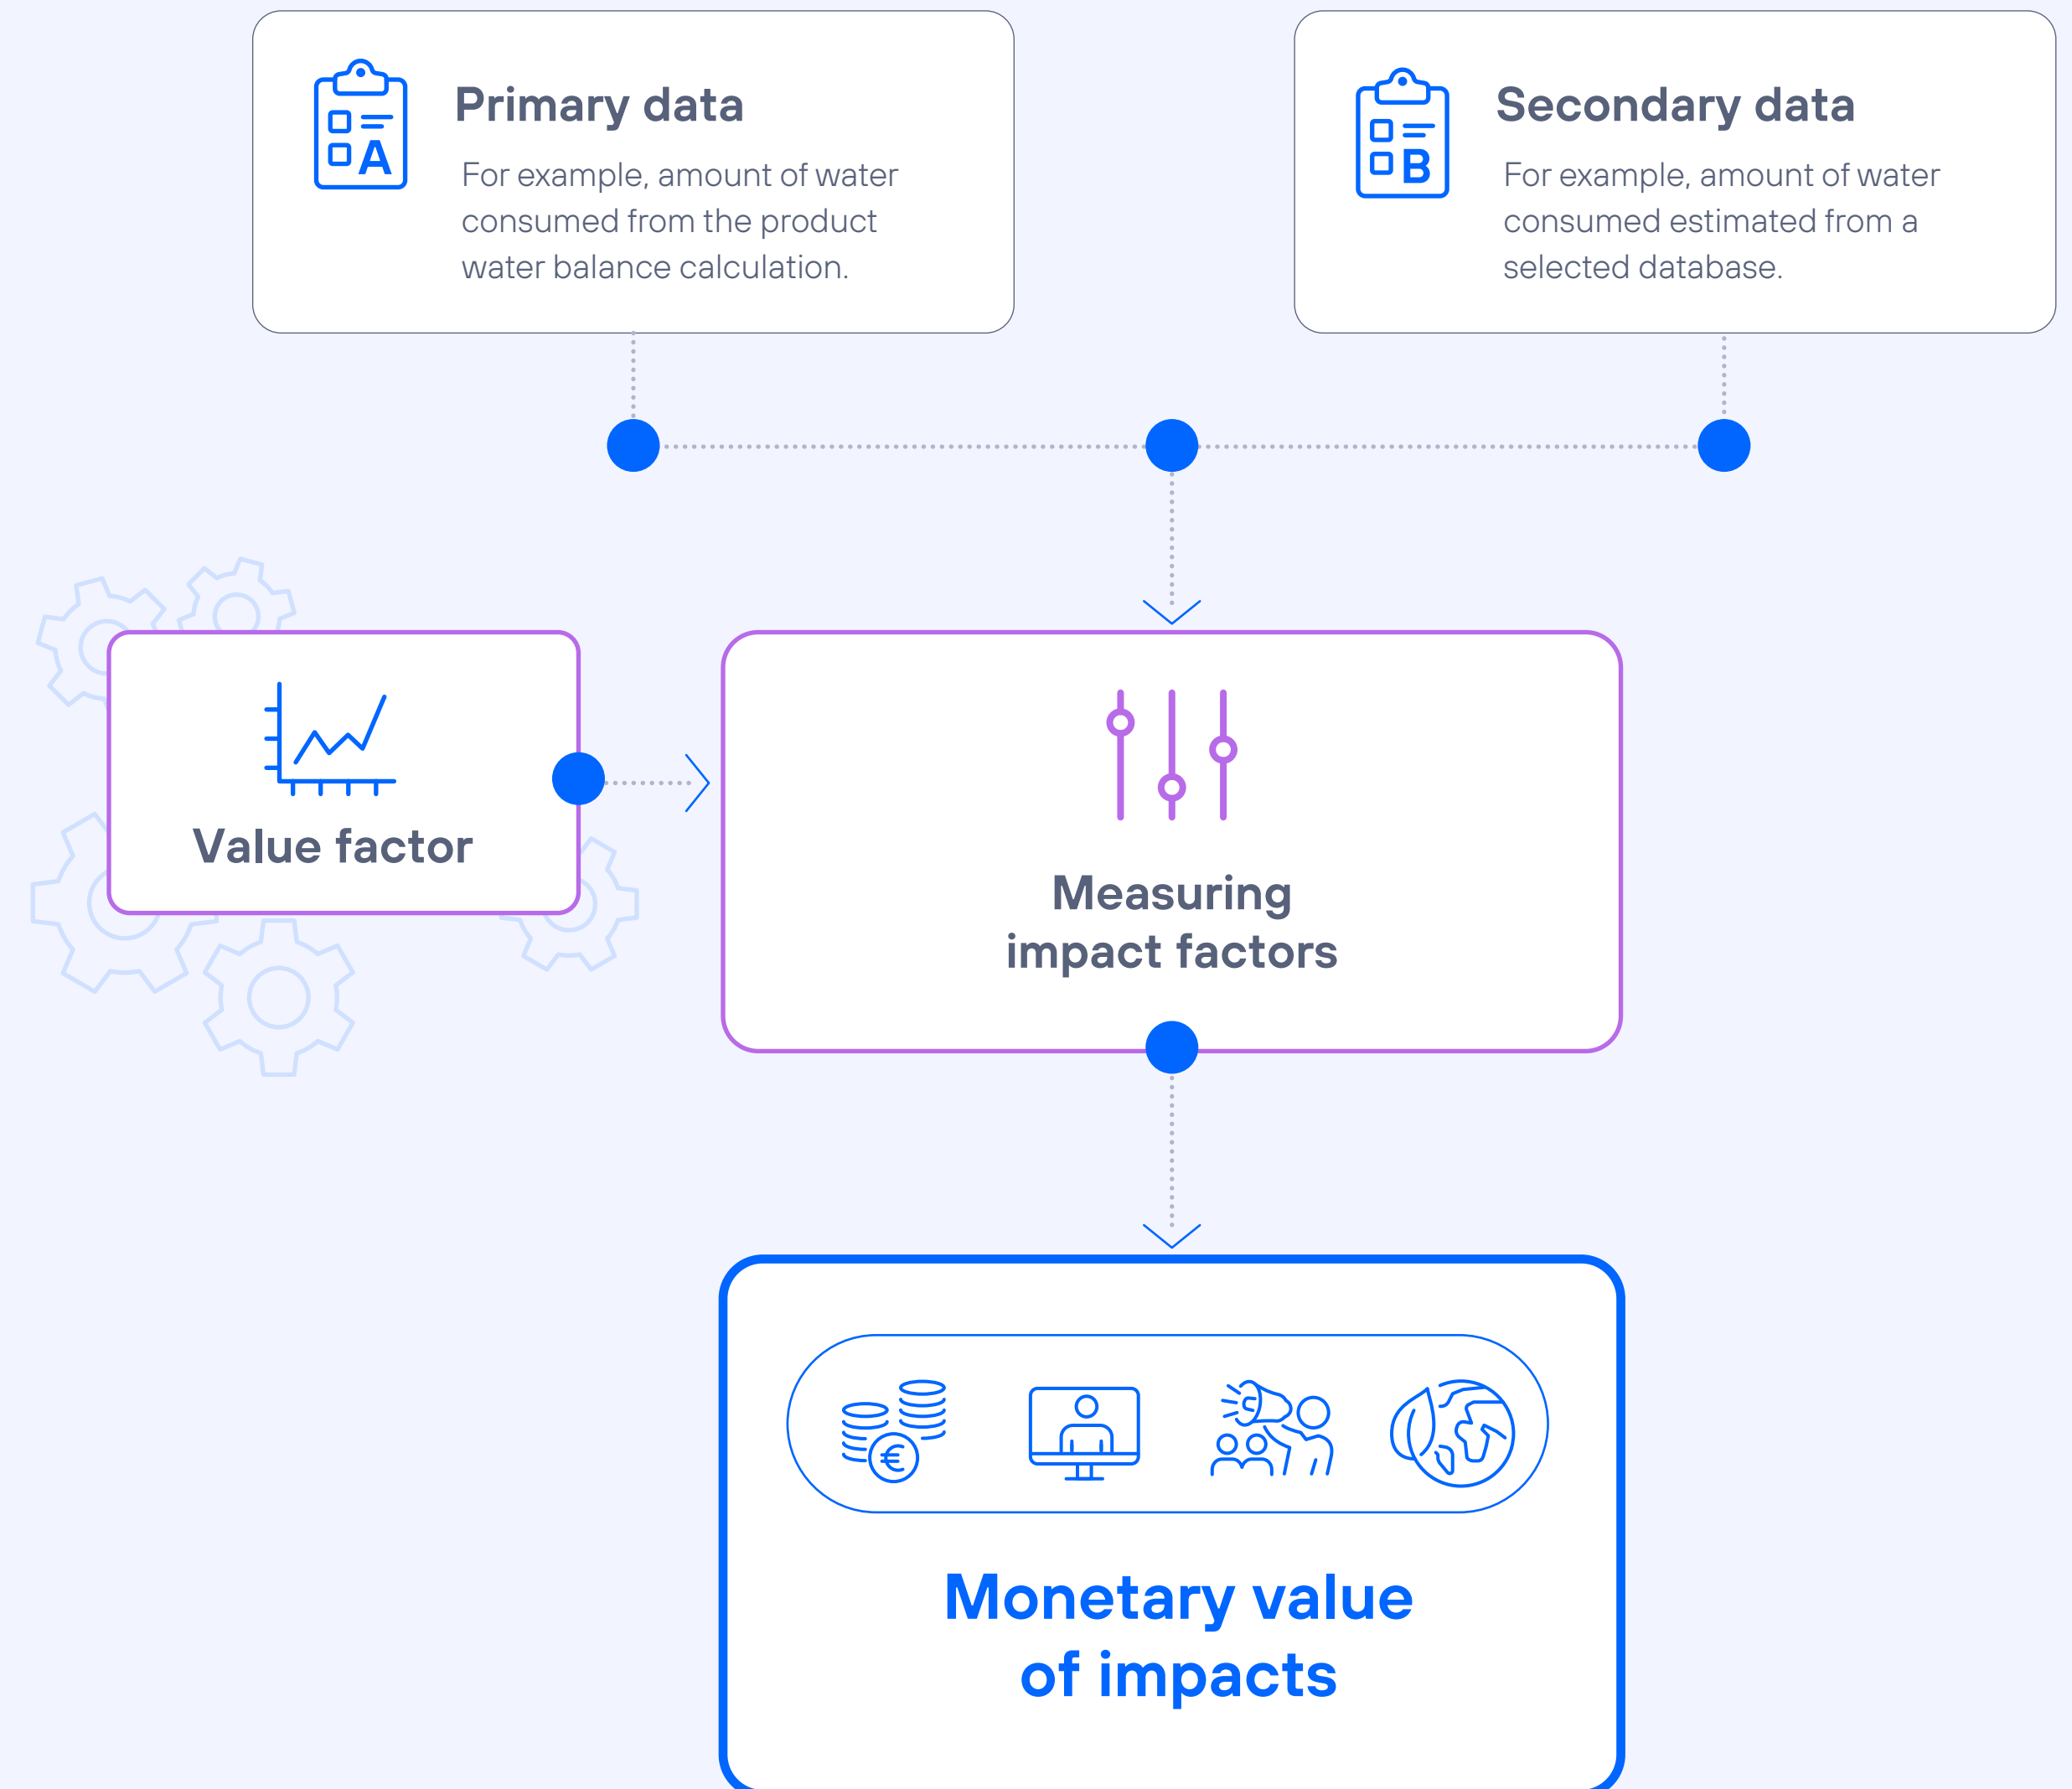 A
Primary data
For example, amount of water
consumed from the product
water balance calculation.
B
Secondary data
For example, amount of water
consumed estimated from a
selected database.
Value factor
Measuring
impact factors
€
Monetary value
of impacts